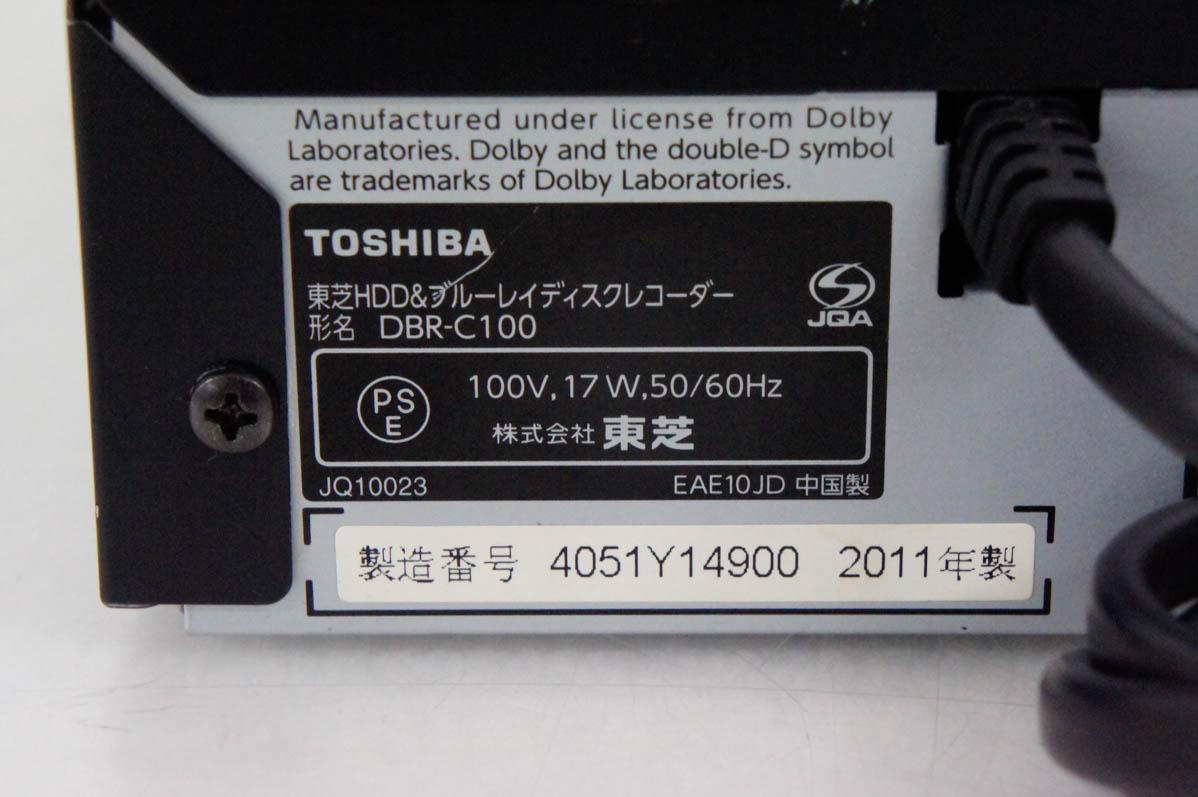 Manufactured under license from Dolby
Laboratories. Dolby and the double-D symbol
are trademarks of Dolby Laboratories.
TOSHIBA
東芝HDD&ブルーレイディスクレコーダー
形名 DBR-C100
JQA
PS
E
100V, 17W, 50/60Hz
株式会社 東芝
JQ10023
EAE10JD 中国製
製造番号 4051Y14900 2011年製